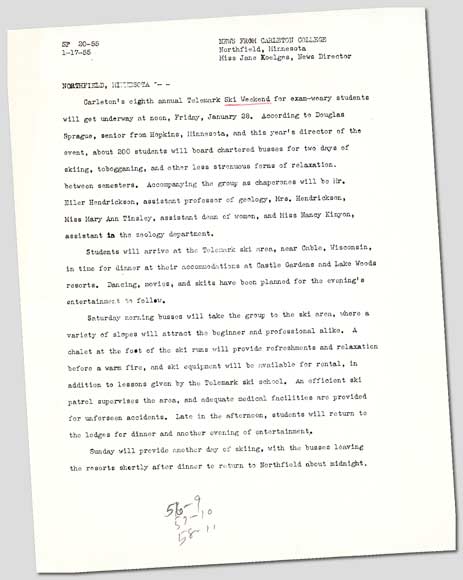 SF 20-55
1-17-55
NEWS FROM CARLETON COLLEGE
Northfield, Minnesota
Miss Jane Koelges, News Director
NORTHFIELD, MINNESOTA --
Carleton's eighth annual Telemark Ski Weekend for exam-weary students
will get underway at noon, Friday, January 28. According to Douglas
Sprague, senior from Hopkins, Minnesota, and this year's director of the
event, about 200 students will board chartered busses for two days of
skiing, tobogganing, and other less strenuous forms of relaxation.
between semesters. Accompanying the group as chaperones will be Mr.
Eiler Hendrickson, assistant professor of geology, Mrs. Hendrickson,
Miss Mary Ann Tinsley, assistant dean of women, and Miss Nancy Kinyon,
assistant in the zoology department.
Students will arrive at the Telemark ski area, near Cable, Wisconsin,
in time for dinner at their accommodations at Castle Gardens and Lake Woods
resorts. Dancing, movies, and skits have been planned for the evening's
entertainment to follow.
Saturday morning busses will take the group to the ski area, where a
variety of slopes will attract the beginner and professional alike. A
chalet at the foot of the ski runs will provide refreshments and relaxation
before a warm fire, and ski equipment will be available for rental, in
addition to lessons given by the Telemark ski school. An efficient ski
patrol supervises the area, and adequate medical facilities are provided
for unforseen accidents. Late in the afternoon, students will return to
the lodges for dinner and another evening of entertainment.
Sunday will provide another day of skiing, with the busses leaving
the resorts shortly after dinner to return to Northfield about midnight.
56-9
57-10
58-11